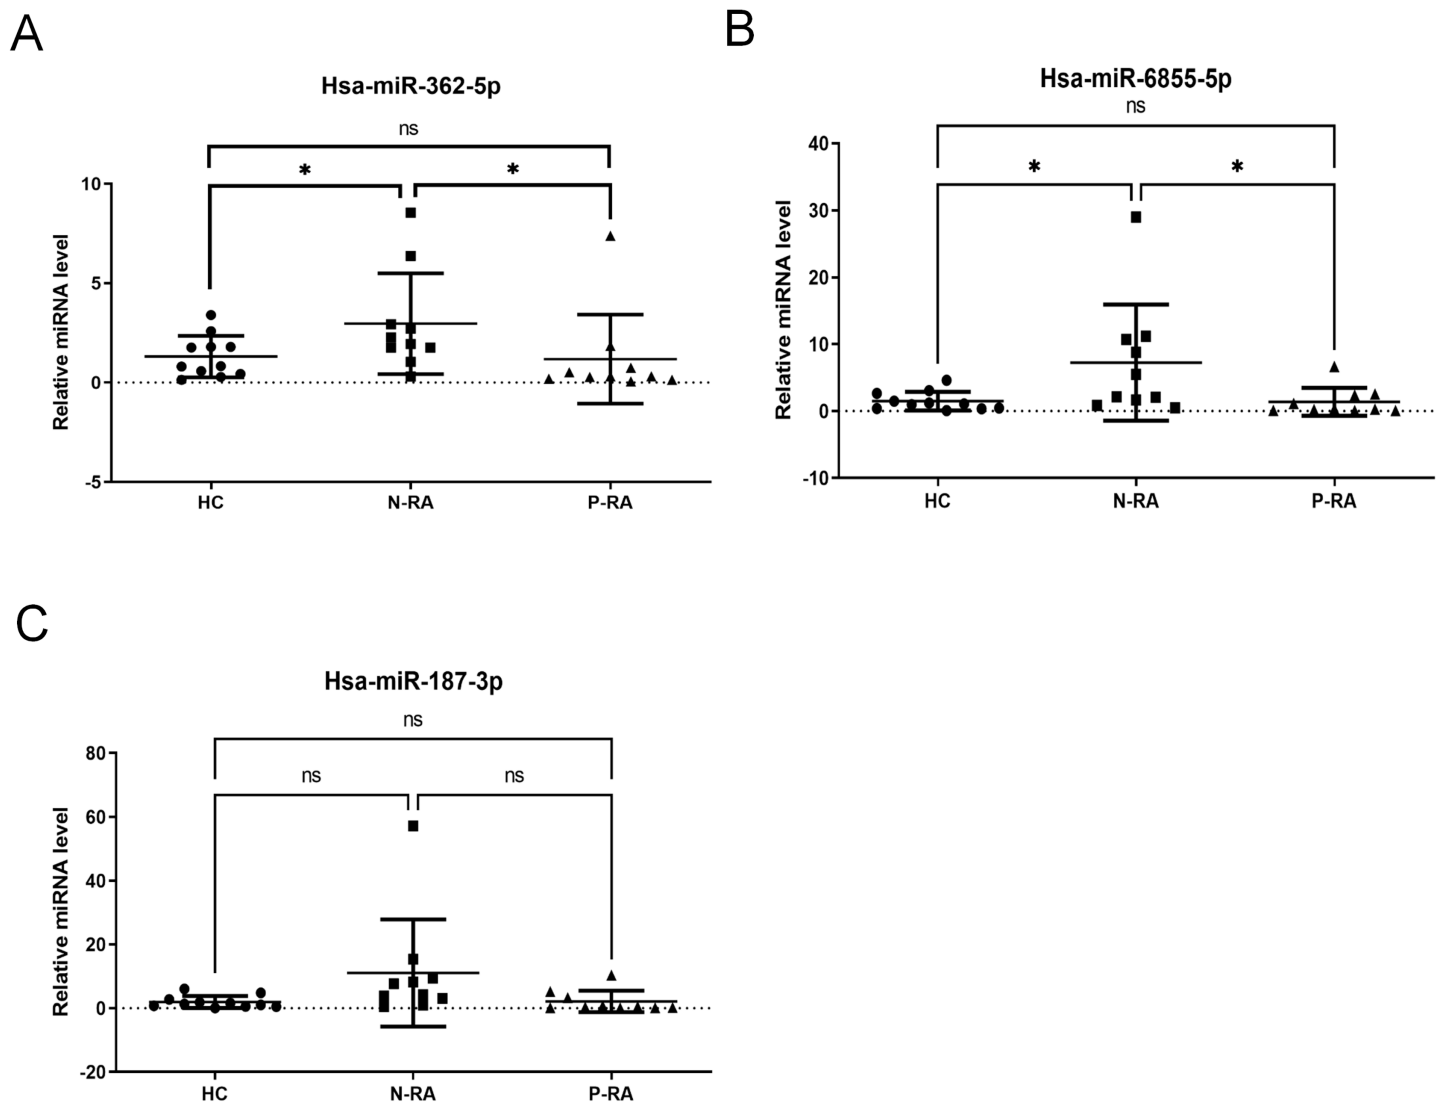 A
Hsa-miR-362-5p
ns
*
*
Relative miRNA level
10
5
0
-5
HC
N-RA
P-RA
B
Hsa-miR-6855-5p
ns
*
*
Relative miRNA level
40
30
20
10
0
-10
HC
N-RA
P-RA
C
Hsa-miR-187-3p
ns
ns
ns
Relative miRNA level
80
60
40
20
0
-20
HC
N-RA
P-RA